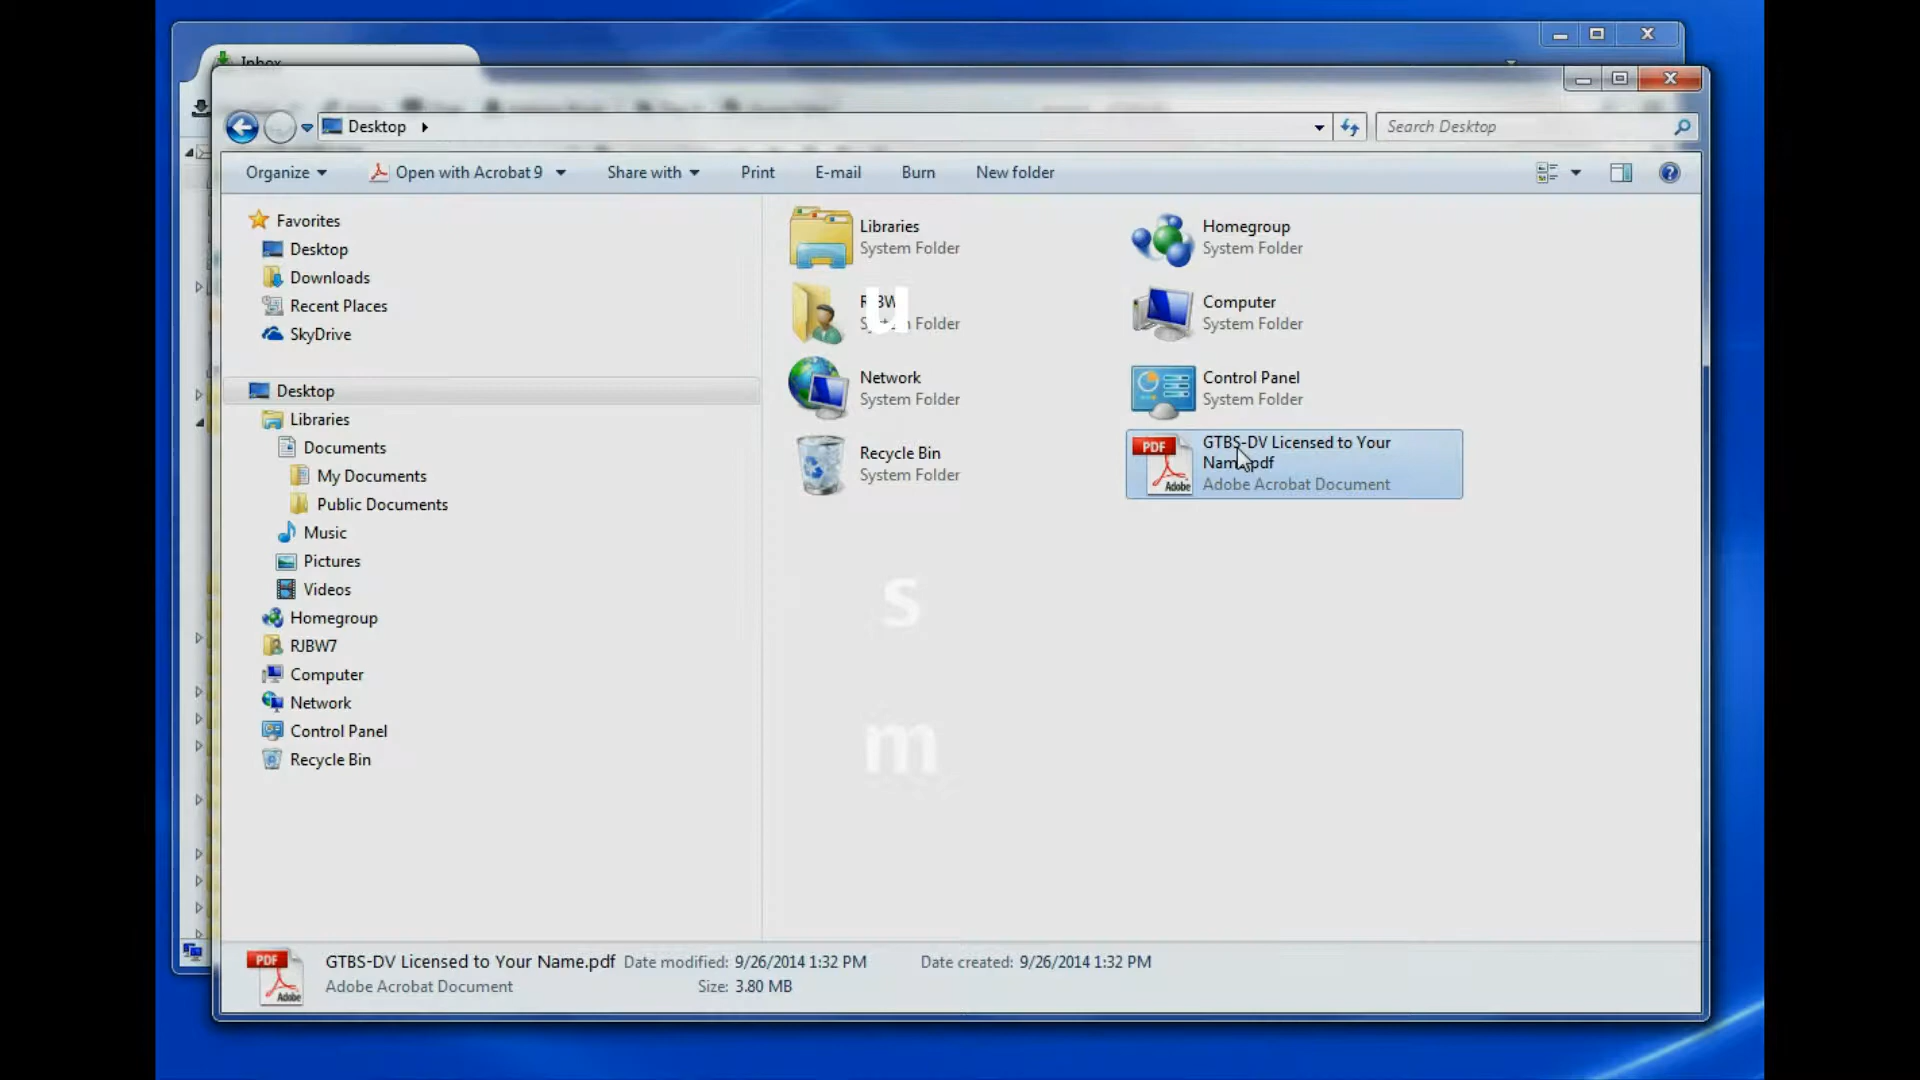 Inbox
Desktop
Search Desktop
Organize
Open with Acrobat 9
Share with
Print
E-mail
Burn
New folder
Favorites
Desktop
Downloads
Recent Places
SkyDrive
Desktop
Libraries
Documents
My Documents
Public Documents
Music
Pictures
Videos
Homegroup
RJBW7
Computer
Network
Control Panel
Recycle Bin
Libraries
System Folder
Homegroup
System Folder
u
Folder
Computer
System Folder
Network
System Folder
Control Panel
System Folder
Recycle Bin
System Folder
PDF
Adobe
GTBS-DV Licensed to Your
Name.pdf
Adobe Acrobat Document
s
m
PDF
Adobe
GTBS-DV Licensed to Your Name.pdf Date modified: 9/26/2014 1:32 PM Date created: 9/26/2014 1:32 PM
Adobe Acrobat Document Size: 3.80 MB